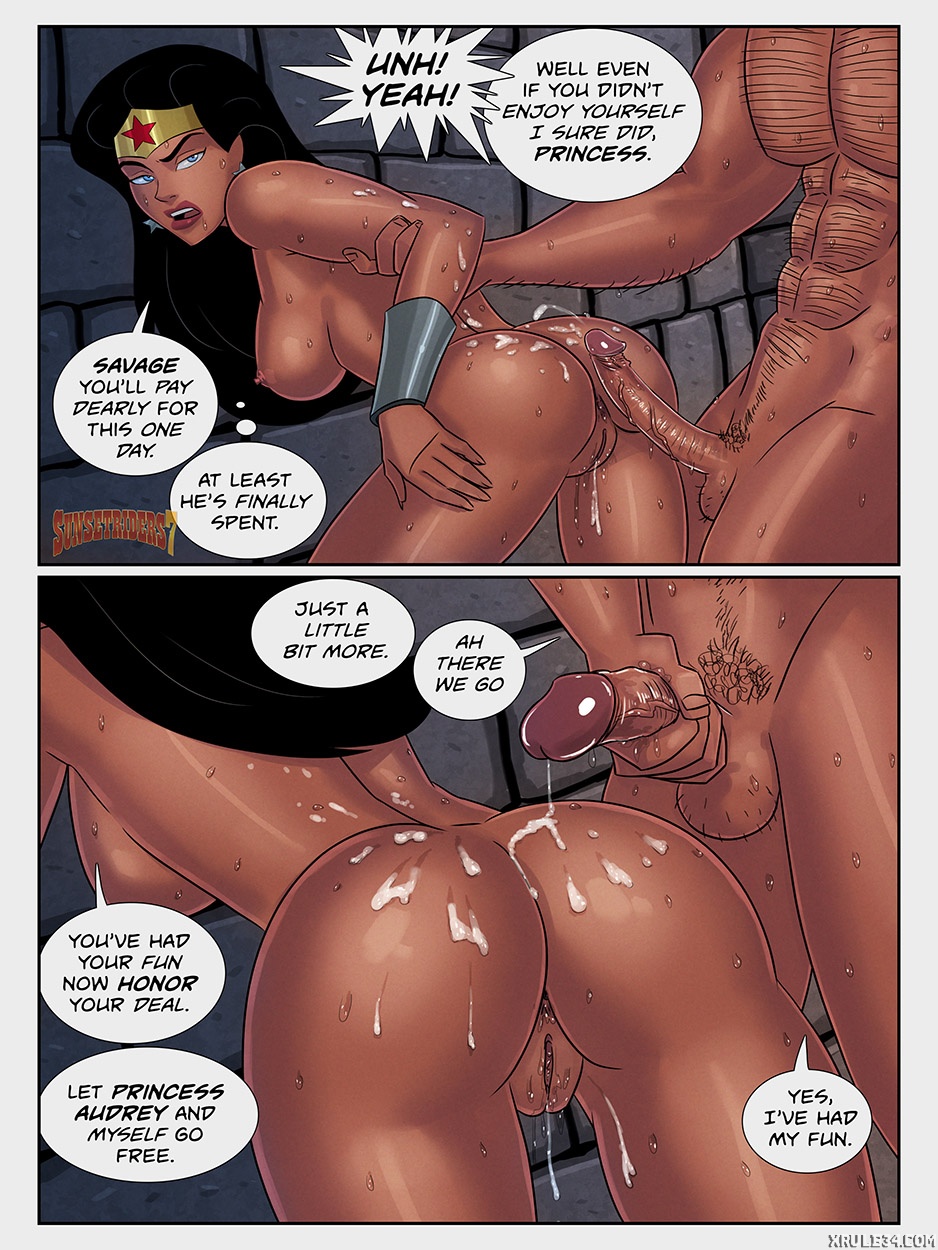 UNH!
YEAH!
WELL EVEN
IF YOU DIDN'T
ENJOY YOURSELF
I SURE DID,
PRINCESS.
SAVAGE
YOU'LL PAY
DEARLY FOR
THIS ONE
DAY.
AT LEAST
HE'S FINALLY
SPENT.
SUNSETRIDERS7
JUST A
LITTLE
BIT MORE.
AH
THERE
WE GO
YOU'VE HAD
YOUR FUN
NOW HONOR
YOUR DEAL.
LET PRINCESS
AUDREY AND
MYSELF GO
FREE.
YES,
I'VE HAD
MY FUN.
XRULE34.COM